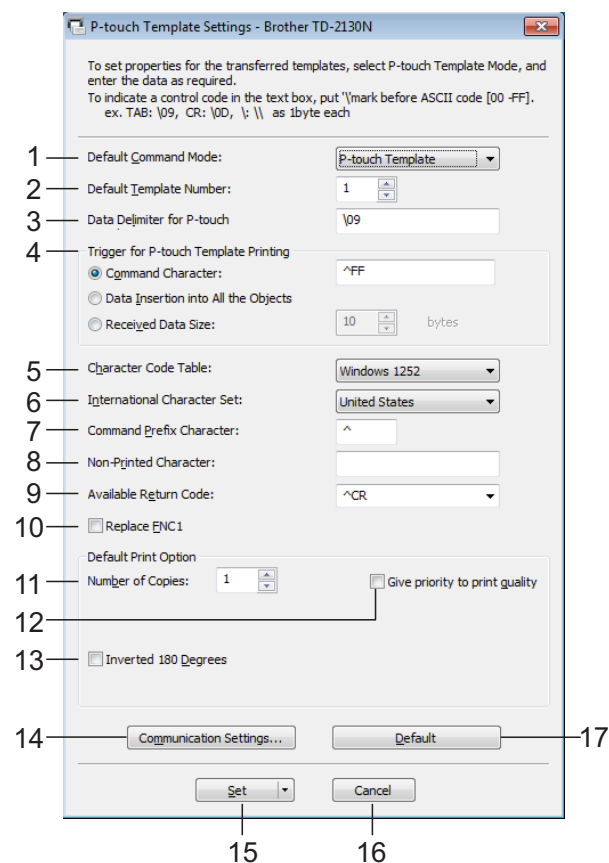 P-touch Template Settings - Brother TD-2130N
To set properties for the transferred templates, select P-touch Template Mode, and
enter the data as required.
To indicate a control code in the text box, put '\'mark before ASCII code [00 -FF].
ex. TAB: \09, CR: \0D, \: \\ as 1byte each
1 Default Command Mode: P-touch Template
2 Default Template Number: 1
3 Data Delimiter for P-touch \09
4 Trigger for P-touch Template Printing
Command Character: ^FF
Data Insertion into All the Objects
Received Data Size: 10 bytes
5 Character Code Table: Windows 1252
6 International Character Set: United States
7 Command Prefix Character: ^
8 Non-Printed Character:
9 Available Return Code: ^CR
10 Replace FNC1
Default Print Option
11 Number of Copies: 1 Give priority to print quality
12
13 Inverted 180 Degrees
14 Communication Settings... Default 17
Set Cancel
15 16